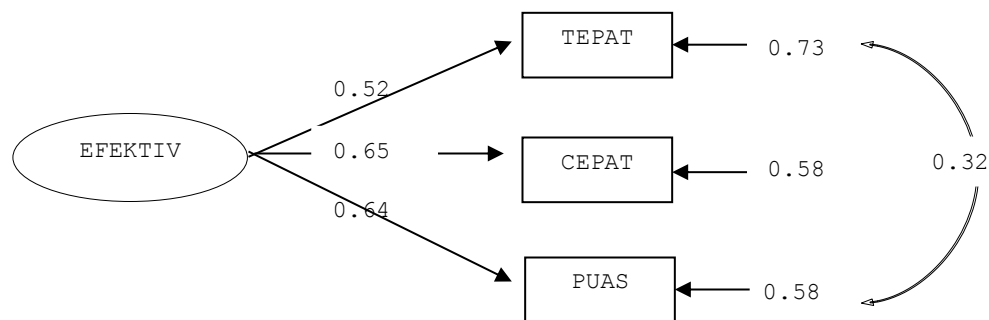 TEPAT
0.73
0.52
EFEKTIV
0.65
CEPAT
0.58
0.32
0.64
PUAS
0.58